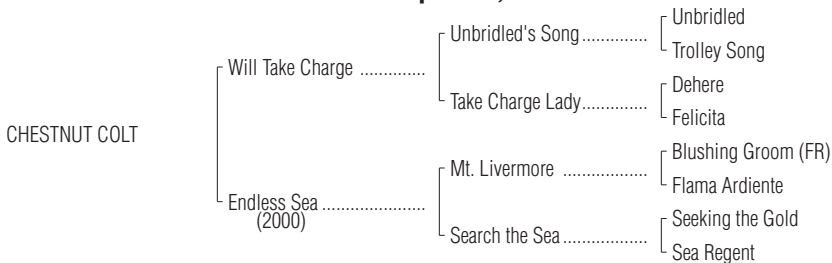 Unbridled
Unbridled's Song..............
Trolley Song
Will Take Charge ..............
Dehere
Take Charge Lady..............
Felicita
CHESTNUT COLT
Blushing Groom (FR)
Mt. Livermore ..................
Flama Ardiente
Endless Sea ......................
(2000)
Seeking the Gold
Search the Sea..................
Sea Regent